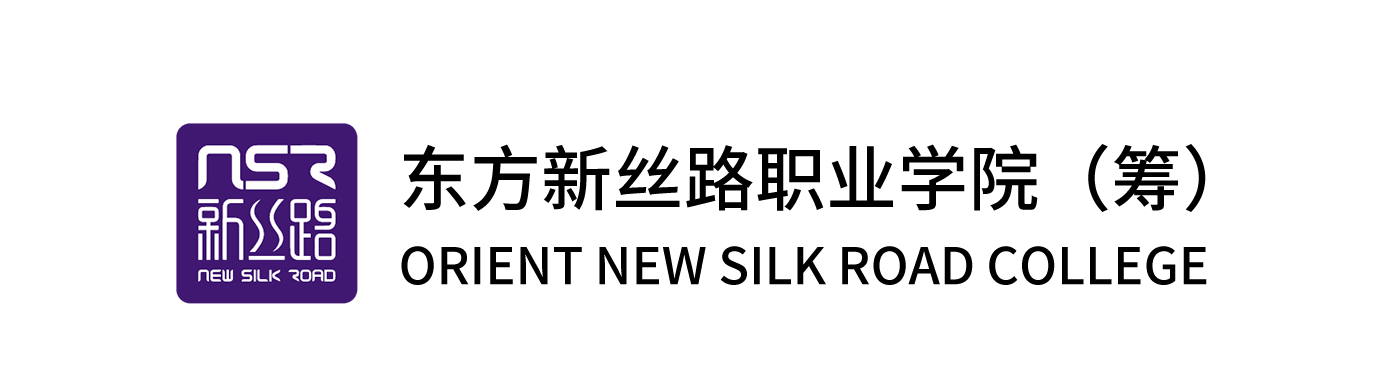 NSR
新丝路
NEW SILK ROAD
东方新丝路职业学院（筹）
ORIENT NEW SILK ROAD COLLEGE